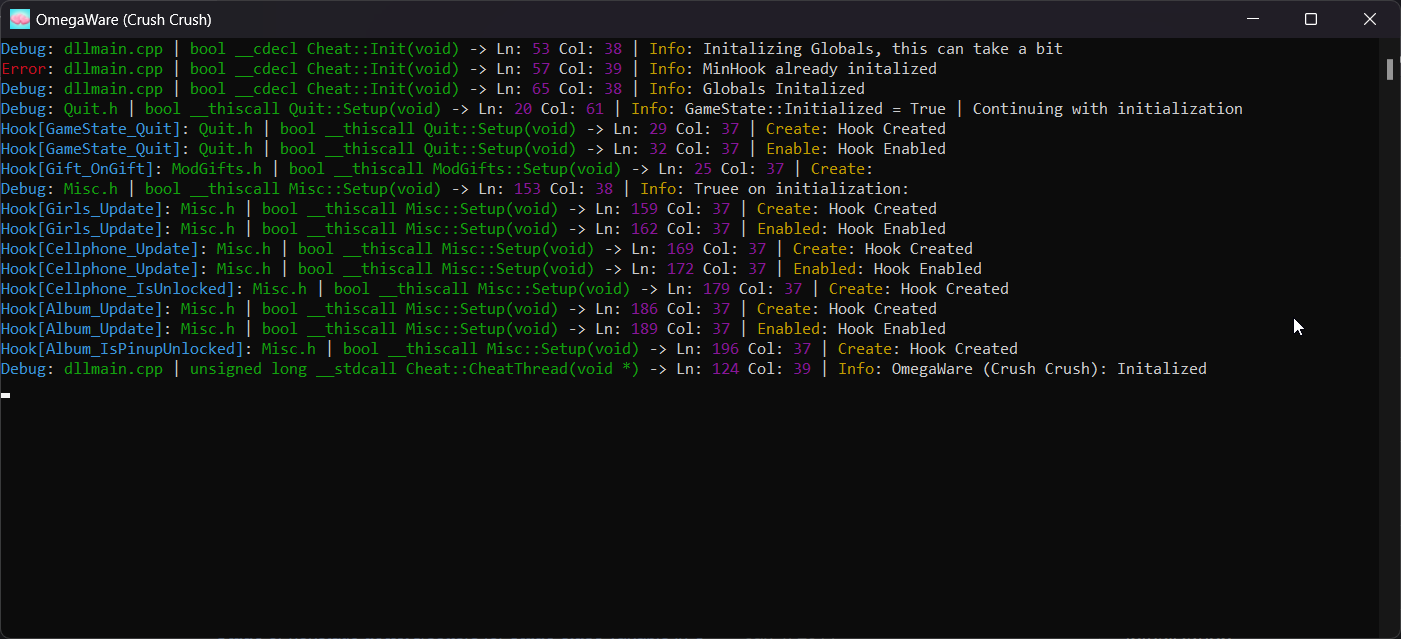 OmegaWare (Crush Crush)
Debug: dllmain.cpp | bool __cdecl Cheat::Init(void) -> Ln: 53 Col: 38 | Info: Initalizing Globals, this can take a bit
Error: dllmain.cpp | bool __cdecl Cheat::Init(void) -> Ln: 57 Col: 39 | Info: MinHook already initalized
Debug: dllmain.cpp | bool __cdecl Cheat::Init(void) -> Ln: 65 Col: 38 | Info: Globals Initalized
Debug: Quit.h | bool __thiscall Quit::Setup(void) -> Ln: 20 Col: 61 | Info: GameState::Initialized = True | Continuing with initialization
Hook[GameState_Quit]: Quit.h | bool __thiscall Quit::Setup(void) -> Ln: 29 Col: 37 | Create: Hook Created
Hook[GameState_Quit]: Quit.h | bool __thiscall Quit::Setup(void) -> Ln: 32 Col: 37 | Enable: Hook Enabled
Hook[Gift_OnGift]: ModGifts.h | bool __thiscall ModGifts::Setup(void) -> Ln: 25 Col: 37 | Create:
Debug: Misc.h | bool __thiscall Misc::Setup(void) -> Ln: 153 Col: 38 | Info: Truee on initialization:
Hook[Girls_Update]: Misc.h | bool __thiscall Misc::Setup(void) -> Ln: 159 Col: 37 | Create: Hook Created
Hook[Girls_Update]: Misc.h | bool __thiscall Misc::Setup(void) -> Ln: 162 Col: 37 | Enabled: Hook Enabled
Hook[Cellphone_Update]: Misc.h | bool __thiscall Misc::Setup(void) -> Ln: 169 Col: 37 | Create: Hook Created
Hook[Cellphone_Update]: Misc.h | bool __thiscall Misc::Setup(void) -> Ln: 172 Col: 37 | Enabled: Hook Enabled
Hook[Cellphone_IsUnlocked]: Misc.h | bool __thiscall Misc::Setup(void) -> Ln: 179 Col: 37 | Create: Hook Created
Hook[Album_Update]: Misc.h | bool __thiscall Misc::Setup(void) -> Ln: 186 Col: 37 | Create: Hook Created
Hook[Album_Update]: Misc.h | bool __thiscall Misc::Setup(void) -> Ln: 189 Col: 37 | Enabled: Hook Enabled
Hook[Album_IsPinupUnlocked]: Misc.h | bool __thiscall Misc::Setup(void) -> Ln: 196 Col: 37 | Create: Hook Created
Debug: dllmain.cpp | unsigned long __stdcall Cheat::CheatThread(void *) -> Ln: 124 Col: 39 | Info: OmegaWare (Crush Crush): Initalized